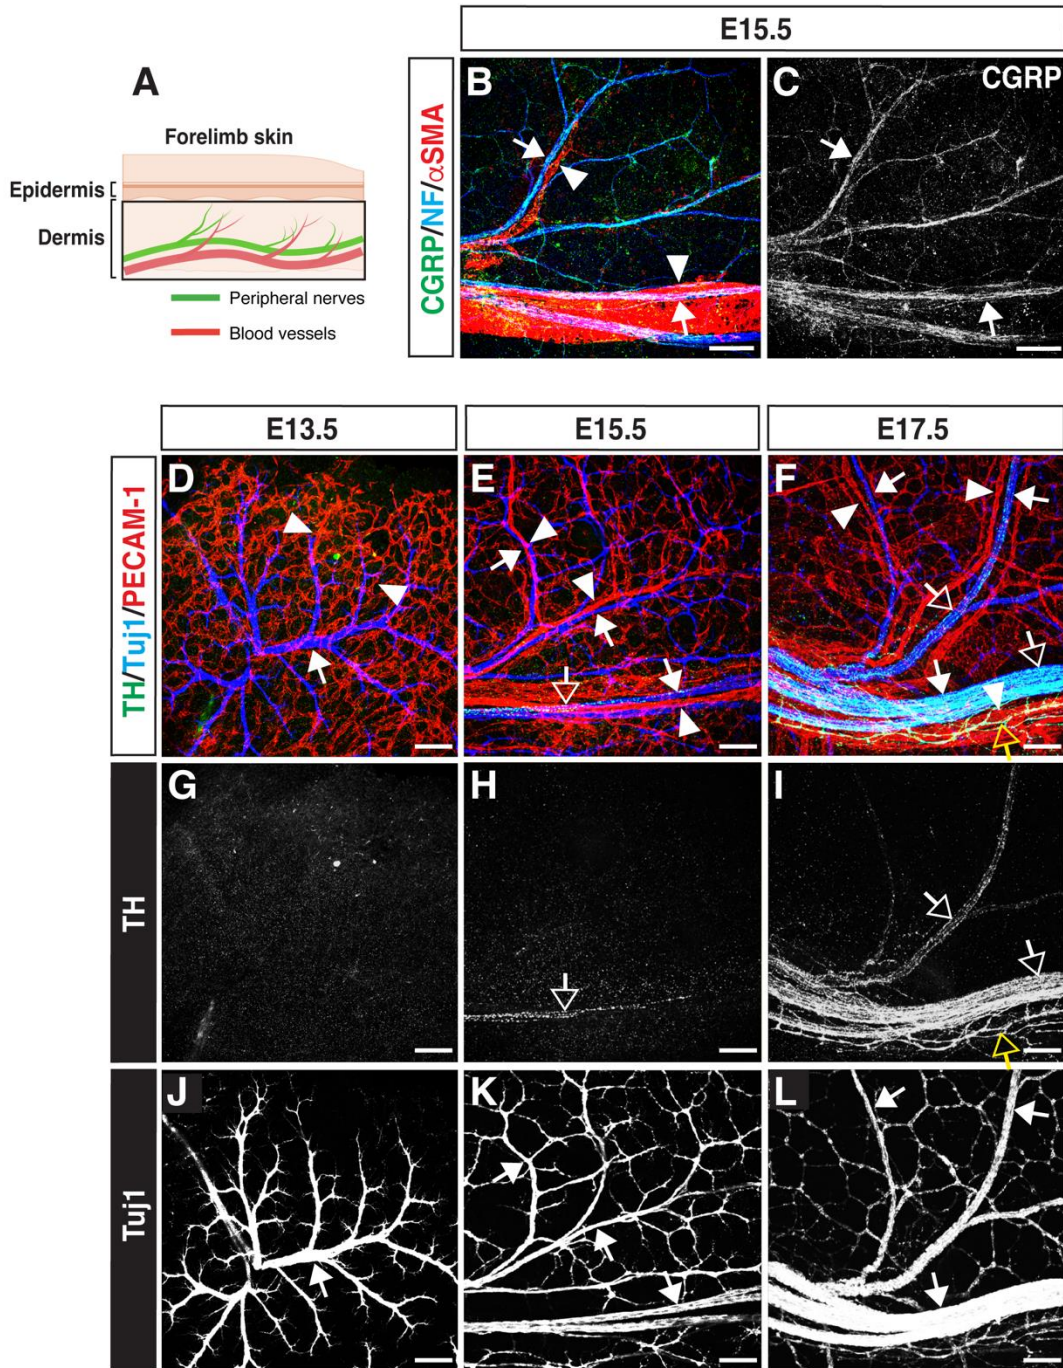 E15.5
A
Forelimb skin
Epidermis
Dermis
Peripheral nerves
Blood vessels
CGRP/NF/αSMA
B
C
CGRP
E13.5
E15.5
E17.5
TH/Tuj1/PECAM-1
D
E
F
TH
G
H
I
Tuj1
J
K
L